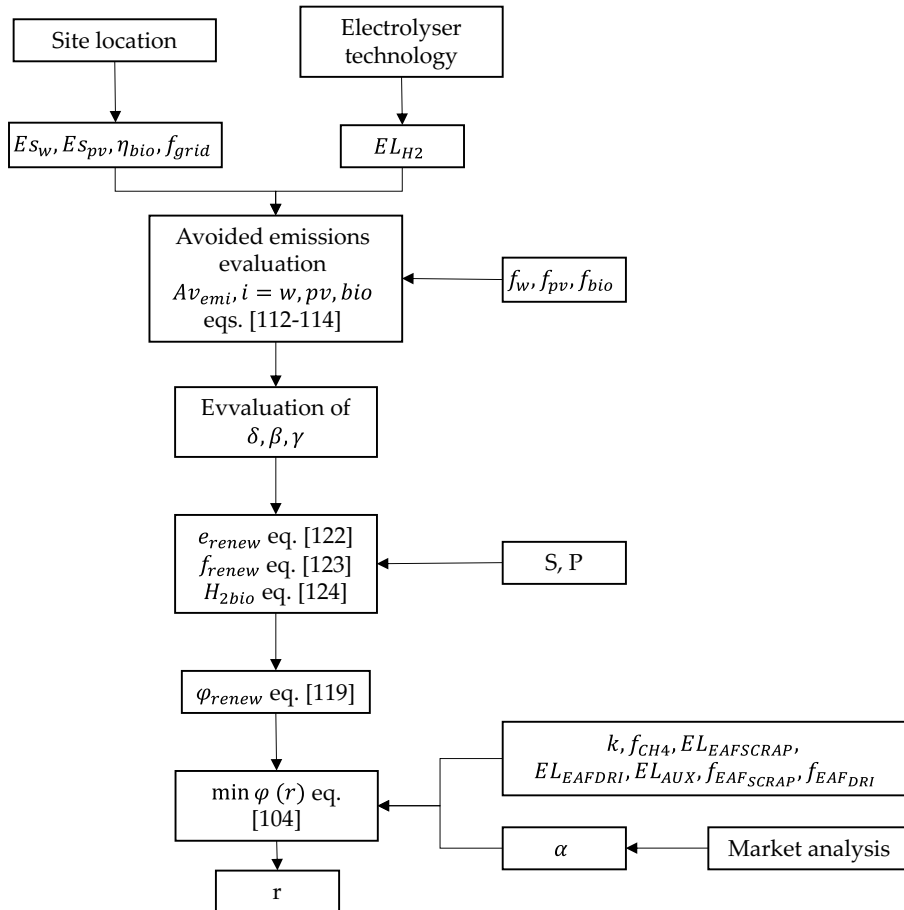 Site location
Electrolyser
technology
Es_w, Es_pv, η_bio, f_grid
EL_H2
Avoided emissions
evaluation
Av_emi, i = w, pv, bio
eqs. [112-114]
f_w, f_pv, f_bio
Evvaluation of
δ, β, γ
e_renew eq. [122]
f_renew eq. [123]
H_2bio eq. [124]
S, P
φ_renew eq. [119]
k, f_CH4, EL_EAFSCRAP,
EL_EAFDRI, EL_AUX, f_EAF_SCRAP, f_EAF_DRI
min φ (r) eq.
[104]
α
Market analysis
r